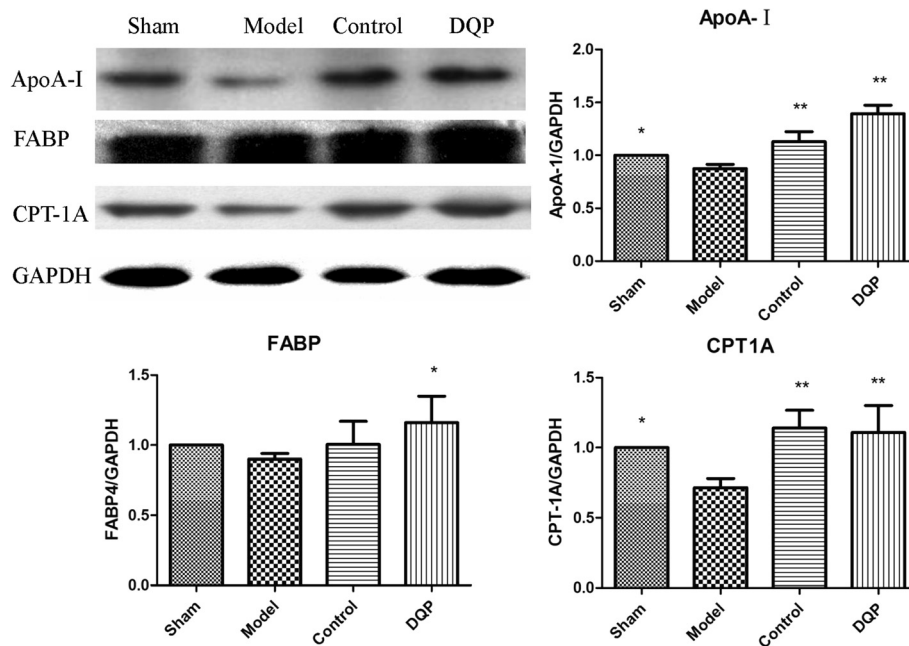 Sham Model Control DQP
ApoA-I
FABP
CPT-1A
GAPDH
ApoA- Ⅰ
ApoA-1/GAPDH
2.0
1.5
1.0
0.5
0.0
*
**
**
Sham Model Control DQP
FABP
FABP4/GAPDH
1.5
1.0
0.5
0.0
*
Sham Model Control DQP
CPT1A
CPT-1A/GAPDH
1.5
1.0
0.5
0.0
*
**
**
Sham Model Control DQP